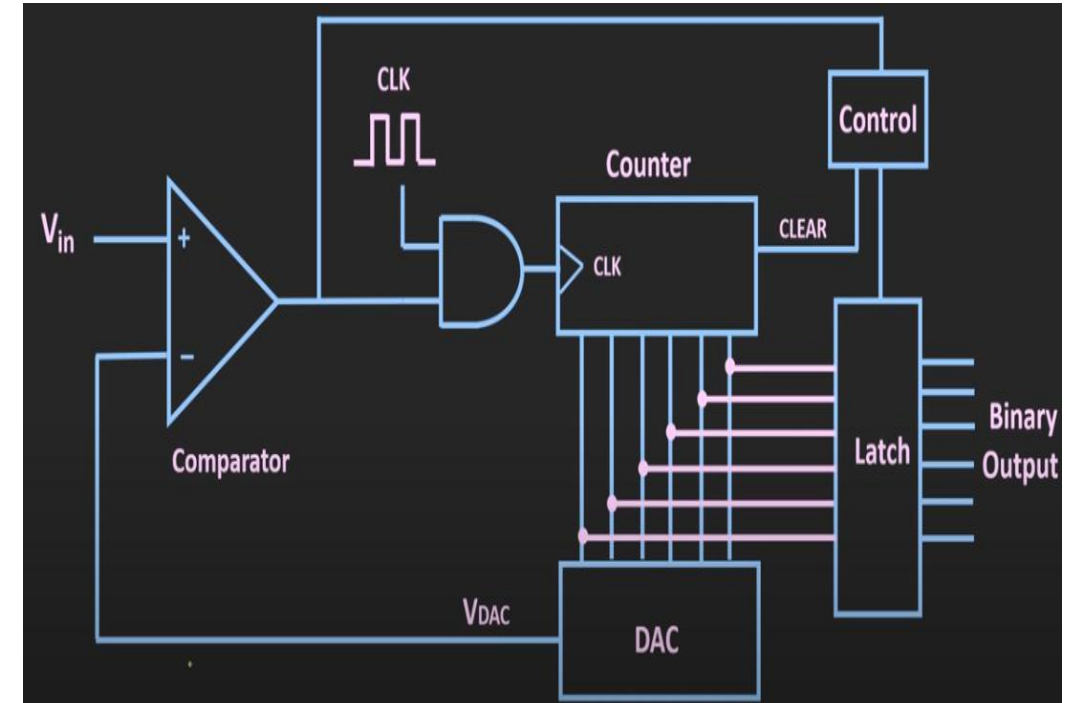 CLK
Control
Counter
Vin
+
CLEAR
CLK
−
Binary
Comparator
Latch
Output
VDAC
DAC